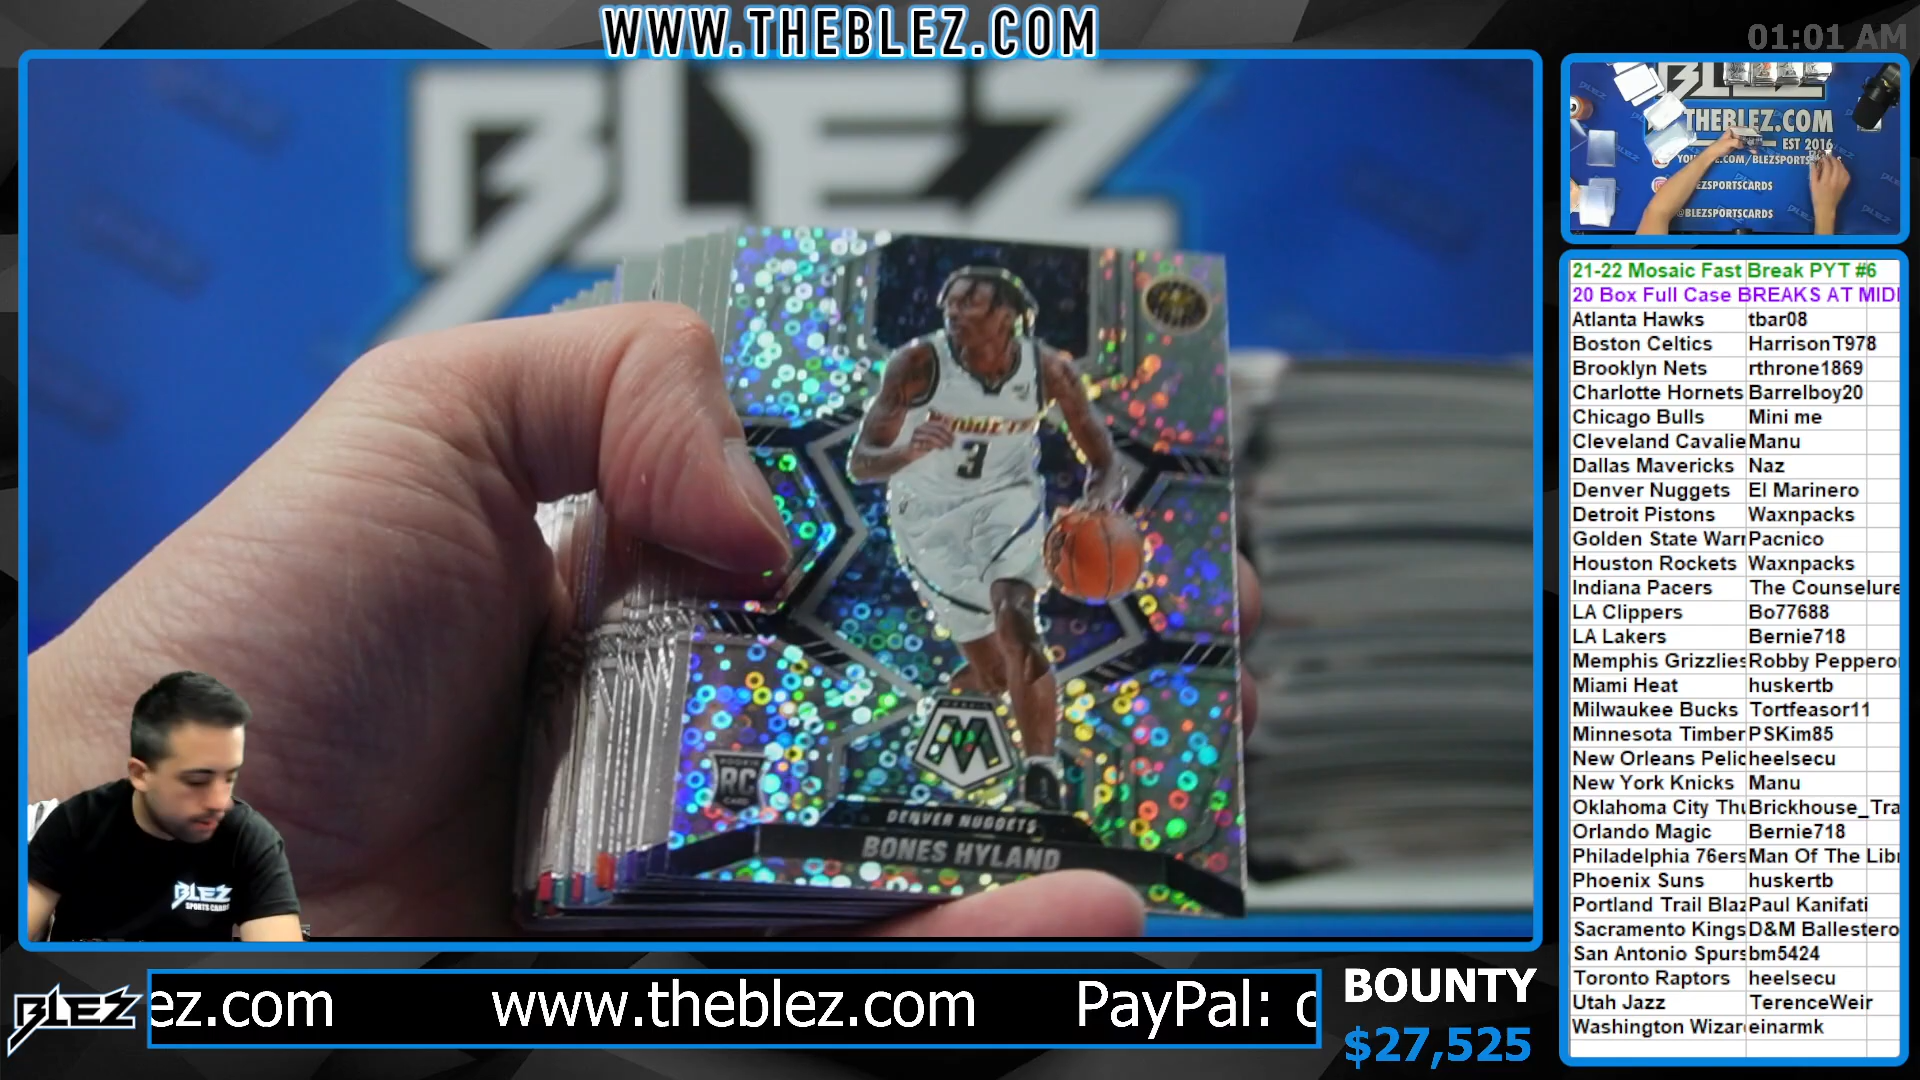 WWW.THEBLEZ.COM
01:01 AM
BLEZ
NUGGETS
3
RC
DENVER NUGGETS
BONES HYLAND
BLEZ
SPORTS CARDS
BLEZ
THEBLEZ.COM
EST 2016
@BLEZSPORTSCARDS
21-22 Mosaic Fast Break PYT #6
20 Box Full Case BREAKS AT MID
Atlanta Hawks tbar08
Boston Celtics HarrisonT978
Brooklyn Nets rthrone1869
Charlotte Hornets Barrelboy20
Chicago Bulls Mini me
Cleveland Cavalie Manu
Dallas Mavericks Naz
Denver Nuggets El Marinero
Detroit Pistons Waxnpacks
Golden State Warr Pacnico
Houston Rockets Waxnpacks
Indiana Pacers The Counselure
LA Clippers Bo77688
LA Lakers Bernie718
Memphis Grizzlies Robby Peppero
Miami Heat huskertb
Milwaukee Bucks Tortfeasor11
Minnesota Timber PSKim85
New Orleans Pelic heelsecu
New York Knicks Manu
Oklahoma City Thu Brickhouse_Tra
Orlando Magic Bernie718
Philadelphia 76ers Man Of The Libr
Phoenix Suns huskertb
Portland Trail Blaz Paul Kanifati
Sacramento Kings D&M Ballestero
San Antonio Spurs bm5424
Toronto Raptors heelsecu
Utah Jazz TerenceWeir
Washington Wizar einarmk
BLEZ
ez.com www.theblez.com PayPal:
BOUNTY
$27,525